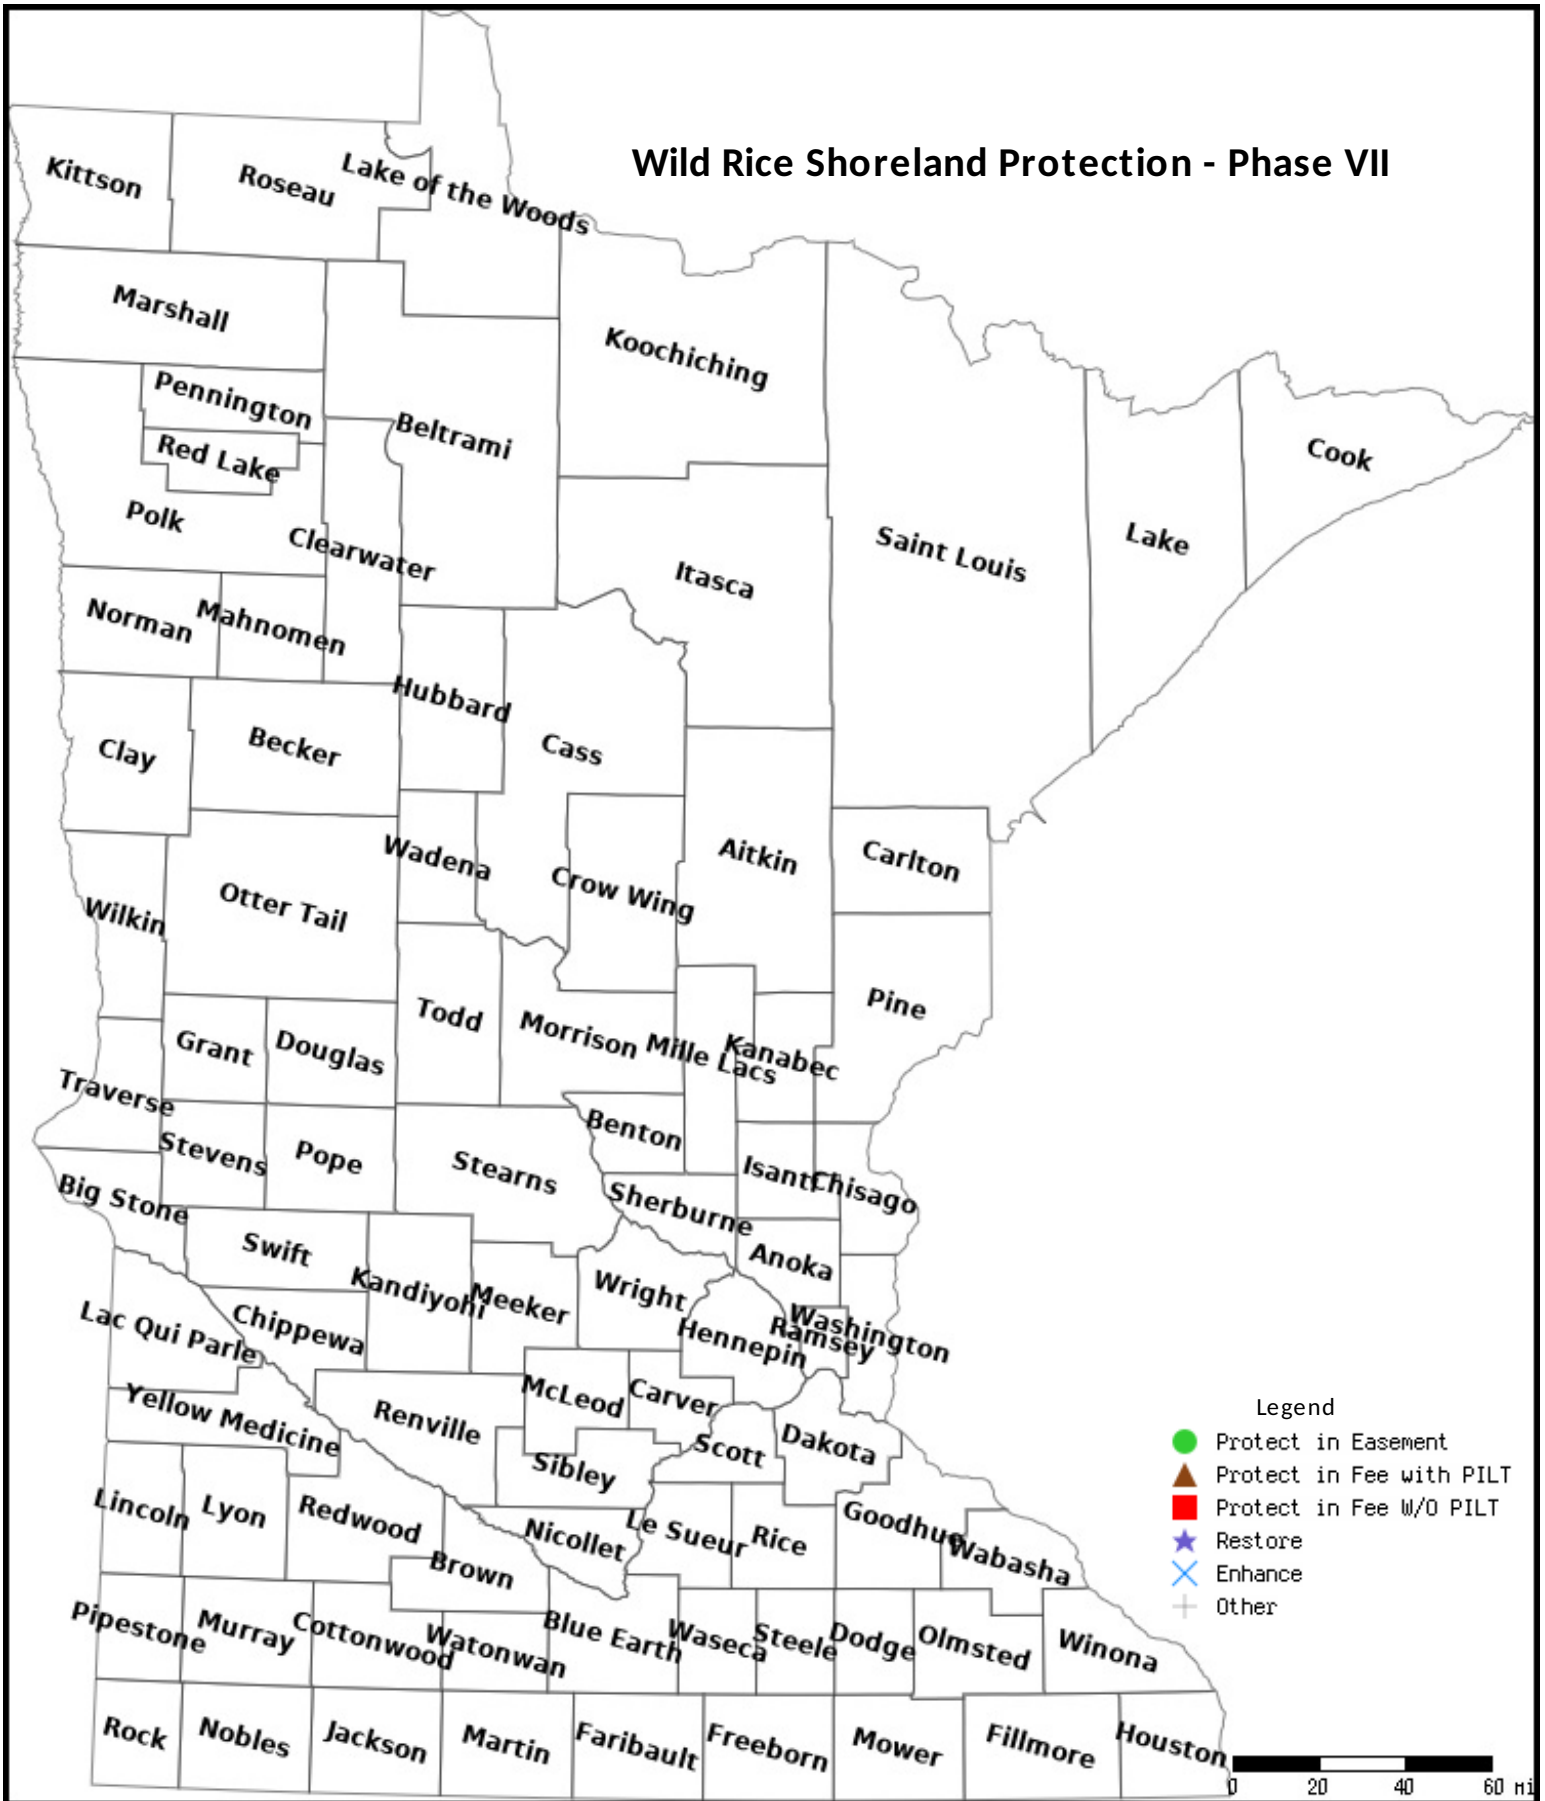 Wild Rice Shoreland Protection - Phase VII
Kittson
Roseau
Lake of the Woods
Marshall
Koochiching
Pennington
Beltrami
Red Lake
Cook
Polk
Clearwater
Saint Louis
Lake
Itasca
Norman
Mahnomen
Hubbard
Clay
Becker
Cass
Wadena
Aitkin
Carlton
Otter Tail
Crow Wing
Wilkin
Pine
Todd
Morrison
Grant
Douglas
Mille Lacs
Kanabec
Traverse
Benton
Stevens
Pope
Stearns
Isanti
Chisago
Big Stone
Sherburne
Swift
Anoka
Kandiyohi
Meeker
Wright
Lac Qui Parle
Chippewa
Hennepin
Ramsey
Washington
McLeod
Carver
Yellow Medicine
Renville
Scott
Dakota
Sibley
Lincoln
Lyon
Redwood
Nicollet
Le Sueur
Rice
Goodhue
Wabasha
Brown
Pipestone
Murray
Cottonwood
Watonwan
Blue Earth
Waseca
Steele
Dodge
Olmsted
Winona
Rock
Nobles
Jackson
Martin
Faribault
Freeborn
Mower
Fillmore
Houston
Legend
Protect in Easement
Protect in Fee with PILT
Protect in Fee W/O PILT
Restore
Enhance
Other
0 20 40 60 mi